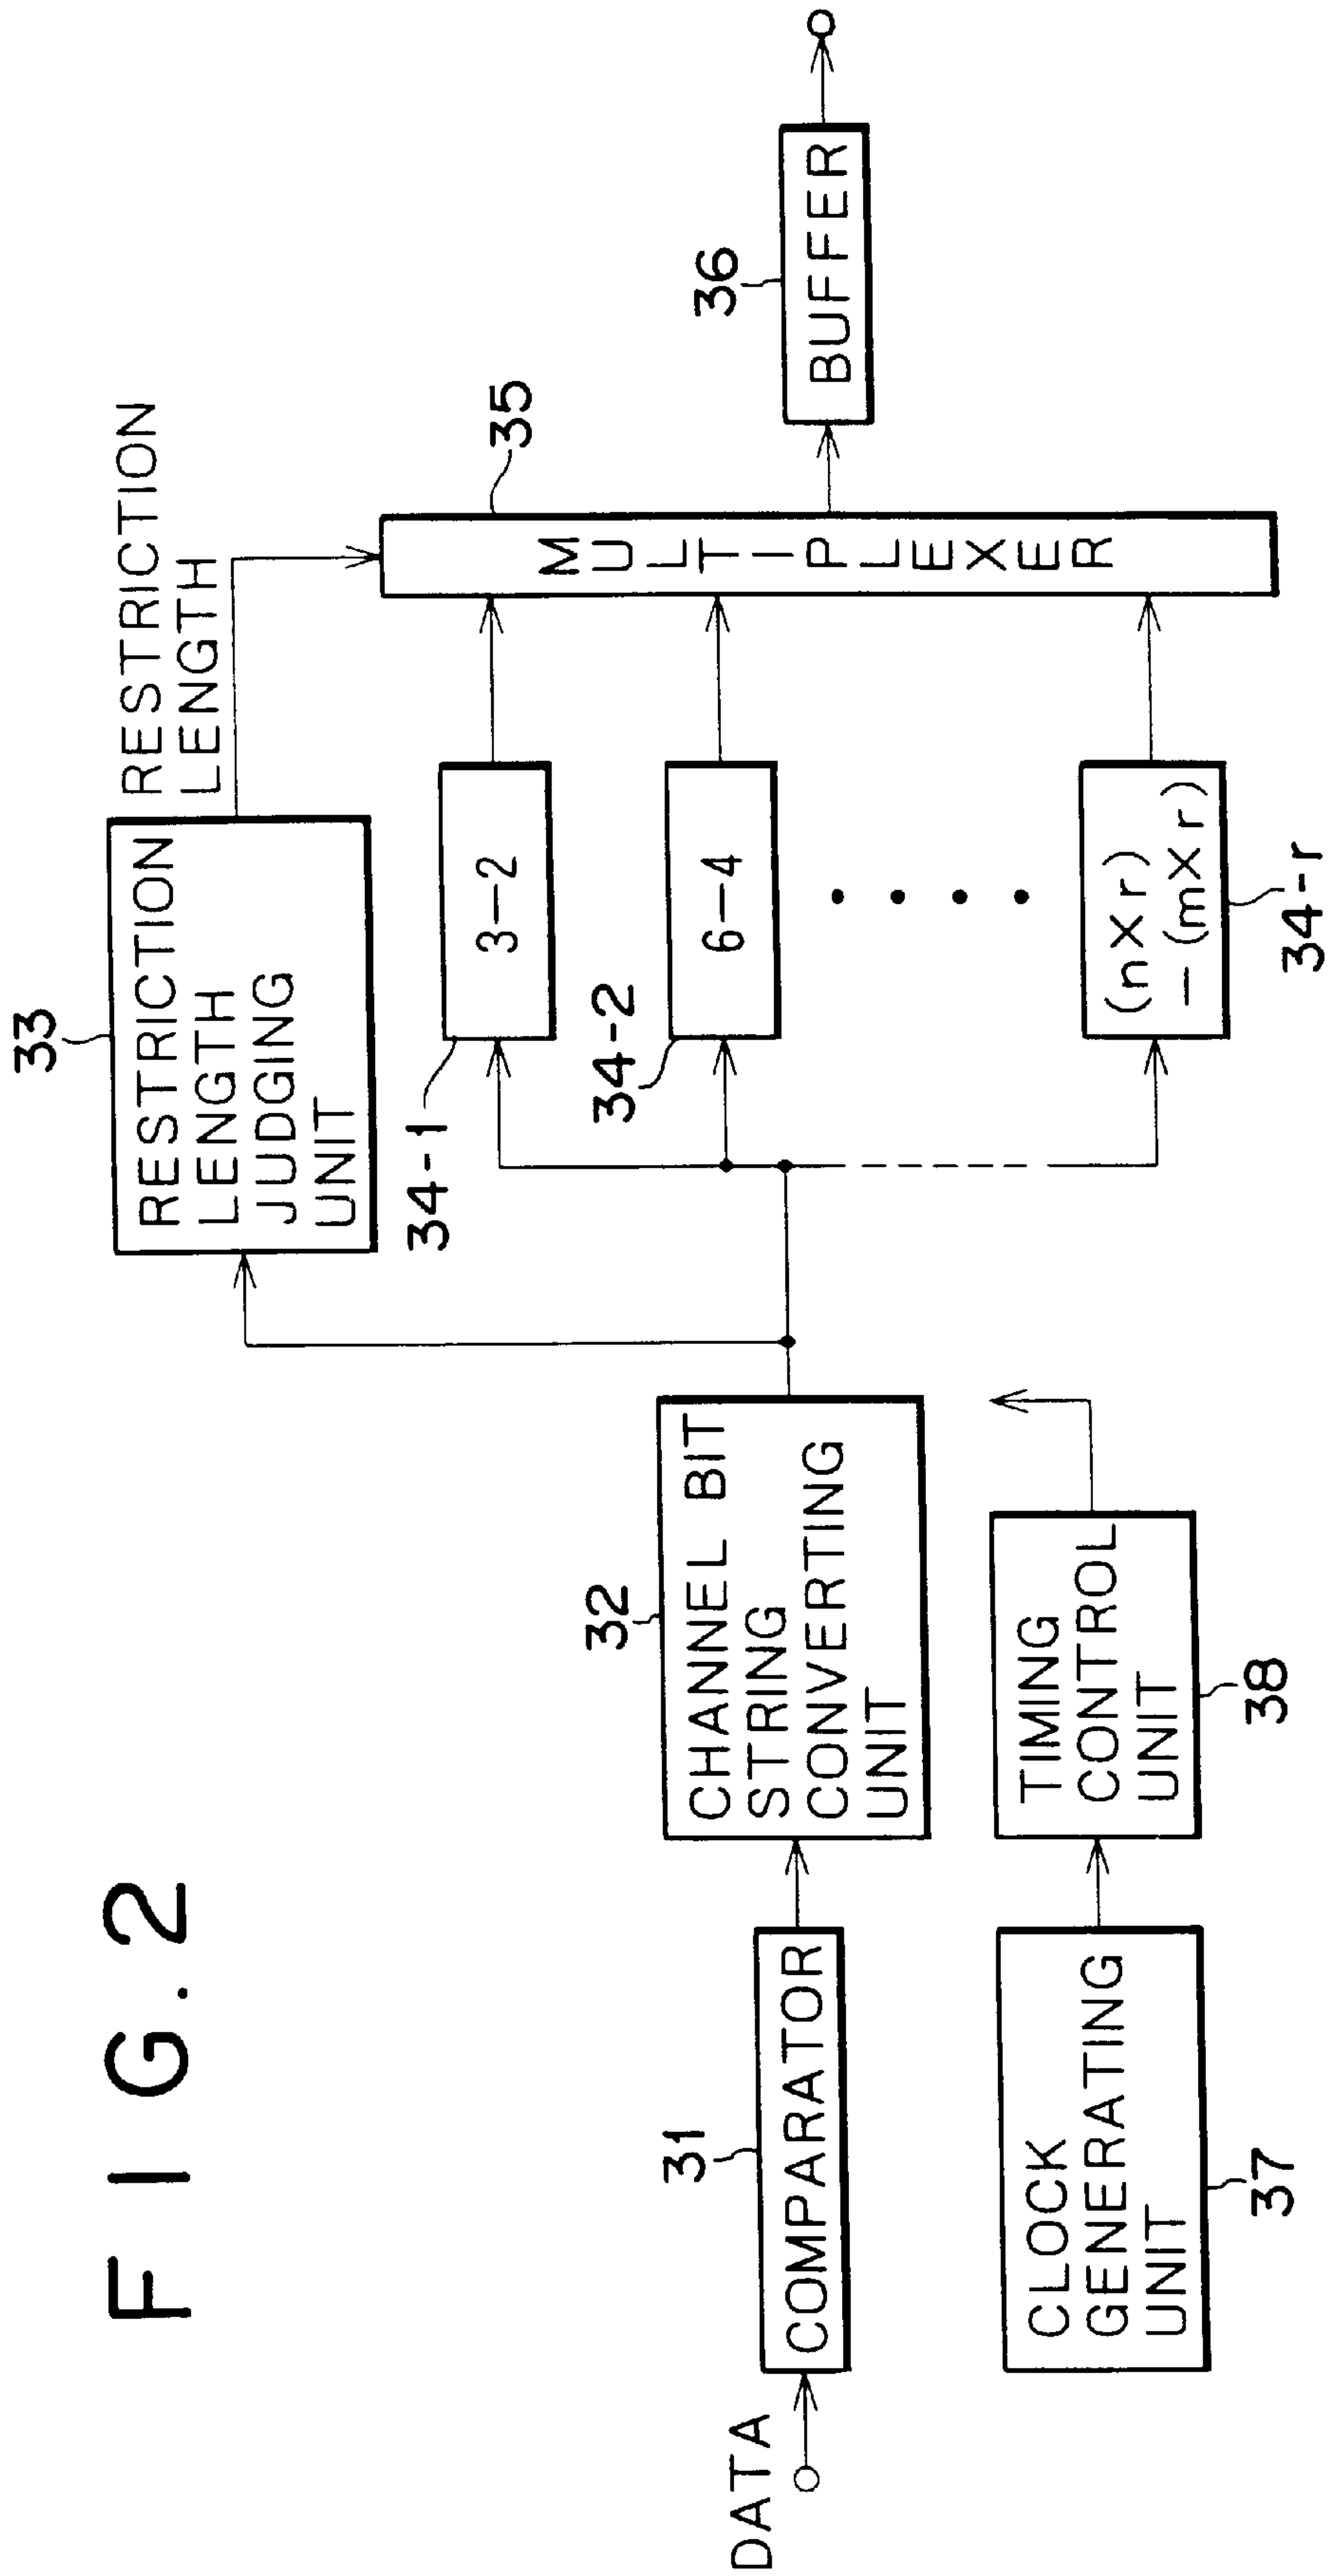 FIG. 2
DATA
31
COMPARATOR
32
CHANNEL BIT
STRING
CONVERTING
UNIT
33
RESTRICTION
LENGTH
JUDGING
UNIT
RESTRICTION
LENGTH
34-1
3-2
34-2
6-4
(n×r)
-(m×r)
34-r
35
MULTIPLEXER
36
BUFFER
37
CLOCK
GENERATING
UNIT
38
TIMING
CONTROL
UNIT